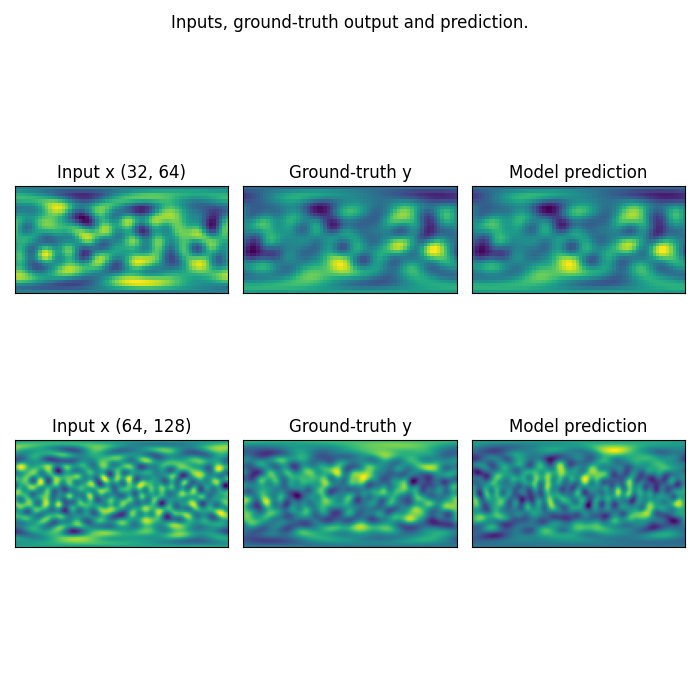 Inputs, ground-truth output and prediction.
Input x (32, 64)
Ground-truth y
Model prediction
Input x (64, 128)
Ground-truth y
Model prediction